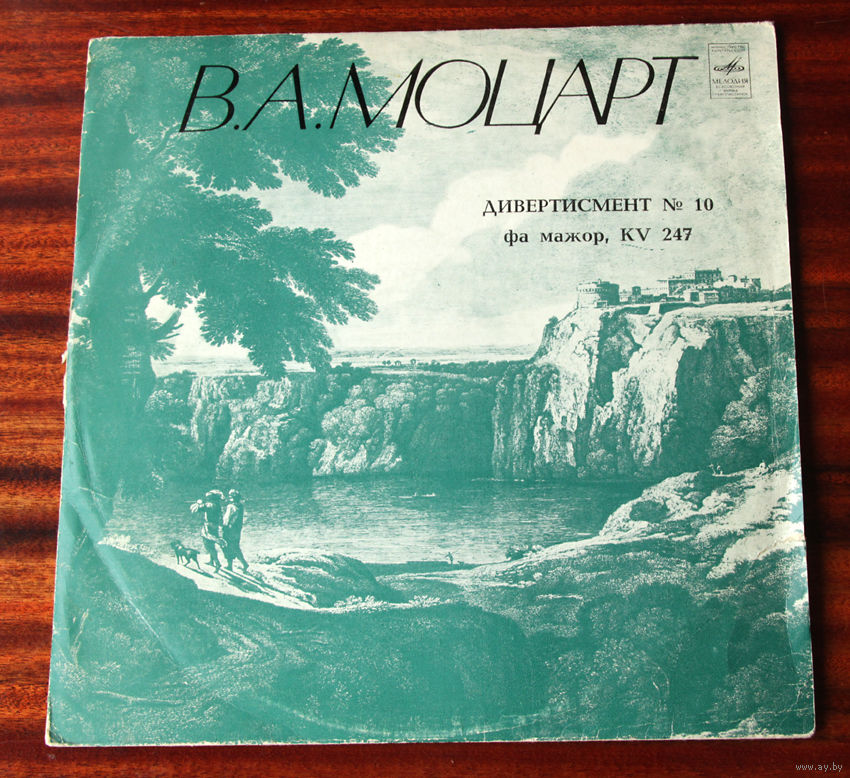 В.А.МОЦАРТ
МЕЛОДИЯ
ДИВЕРТИСМЕНТ № 10
фа мажор, KV 247
www.ay.by